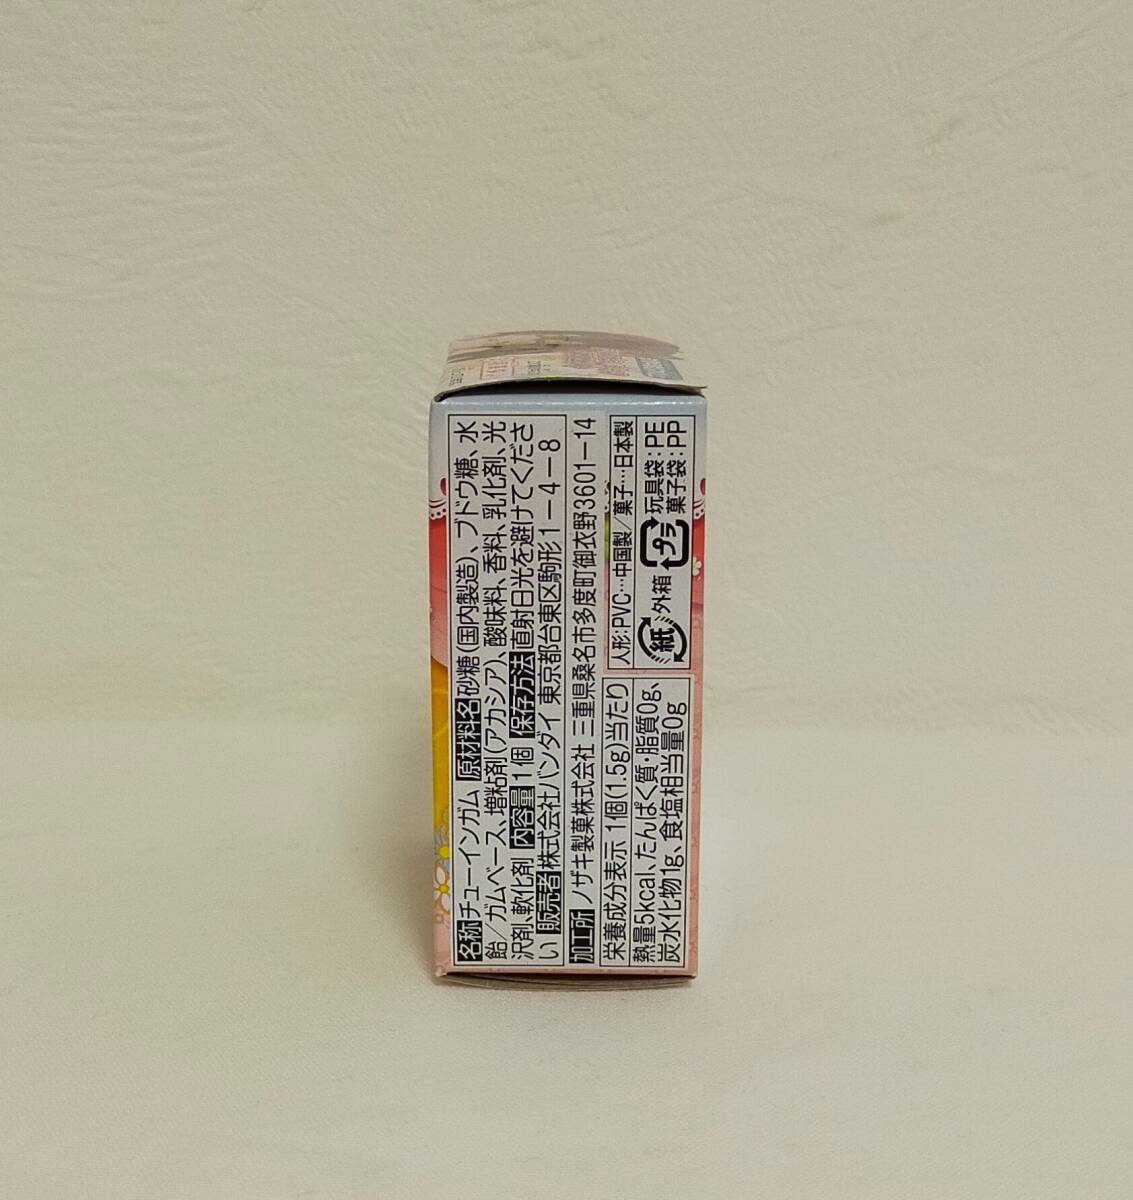 名称チューインガム 原材料名砂糖(国内製造)、ブドウ糖、水
飴/ガムベース、増粘剤(アカシア)、酸味料、香料、乳化剤、光
沢剤、軟化剤 内容量1個 保存方法直射日光を避けてくださ
い 販売者株式会社バンダイ 東京都台東区駒形1-4-8
加工所ノザキ製菓株式会社 三重県桑名市多度町御衣野3601-14
栄養成分表示 1個(1.5g)当たり
熱量5kcal、たんぱく質・脂質0g、
炭水化物1g、食塩相当量0g
人形:PVC…中国製/菓子…日本製
紙 外箱 プラ 玩具袋:PE
菓子袋:PP